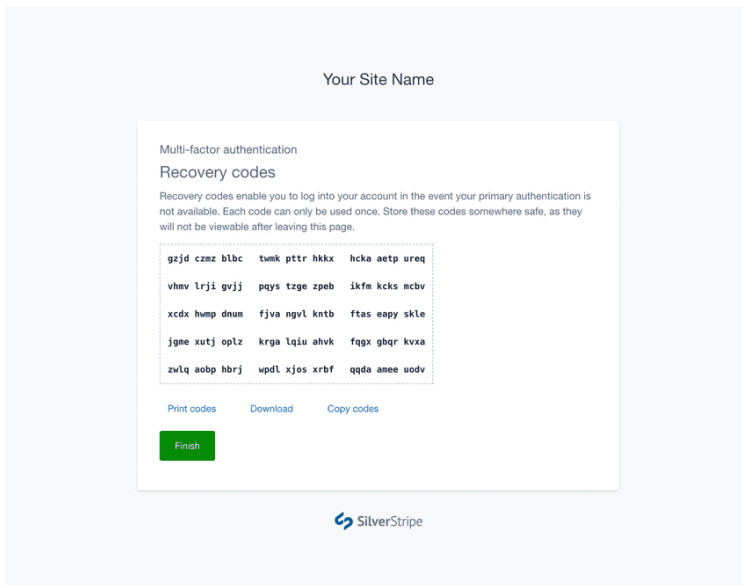 Your Site Name
Multi-factor authentication
Recovery codes
Recovery codes enable you to log into your account in the event your primary authentication is
not available. Each code can only be used once. Store these codes somewhere safe, as they
will not be viewable after leaving this page.
gzjd czmz blbc twmk pttr hkkx hcka aetp ureq
vhmv lrji gvjj pqys tzge zpeb ikfm kcks mcbv
xcdx hwmp dnum fjva ngvl kntb ftas eapy skle
jgme xutj oplz krga lqiu ahvk fqgx gbqr kvxa
zwlq aobp hbrj wpdl xjos xrbf qqda amee uodv
Print codes Download Copy codes
Finish
SilverStripe